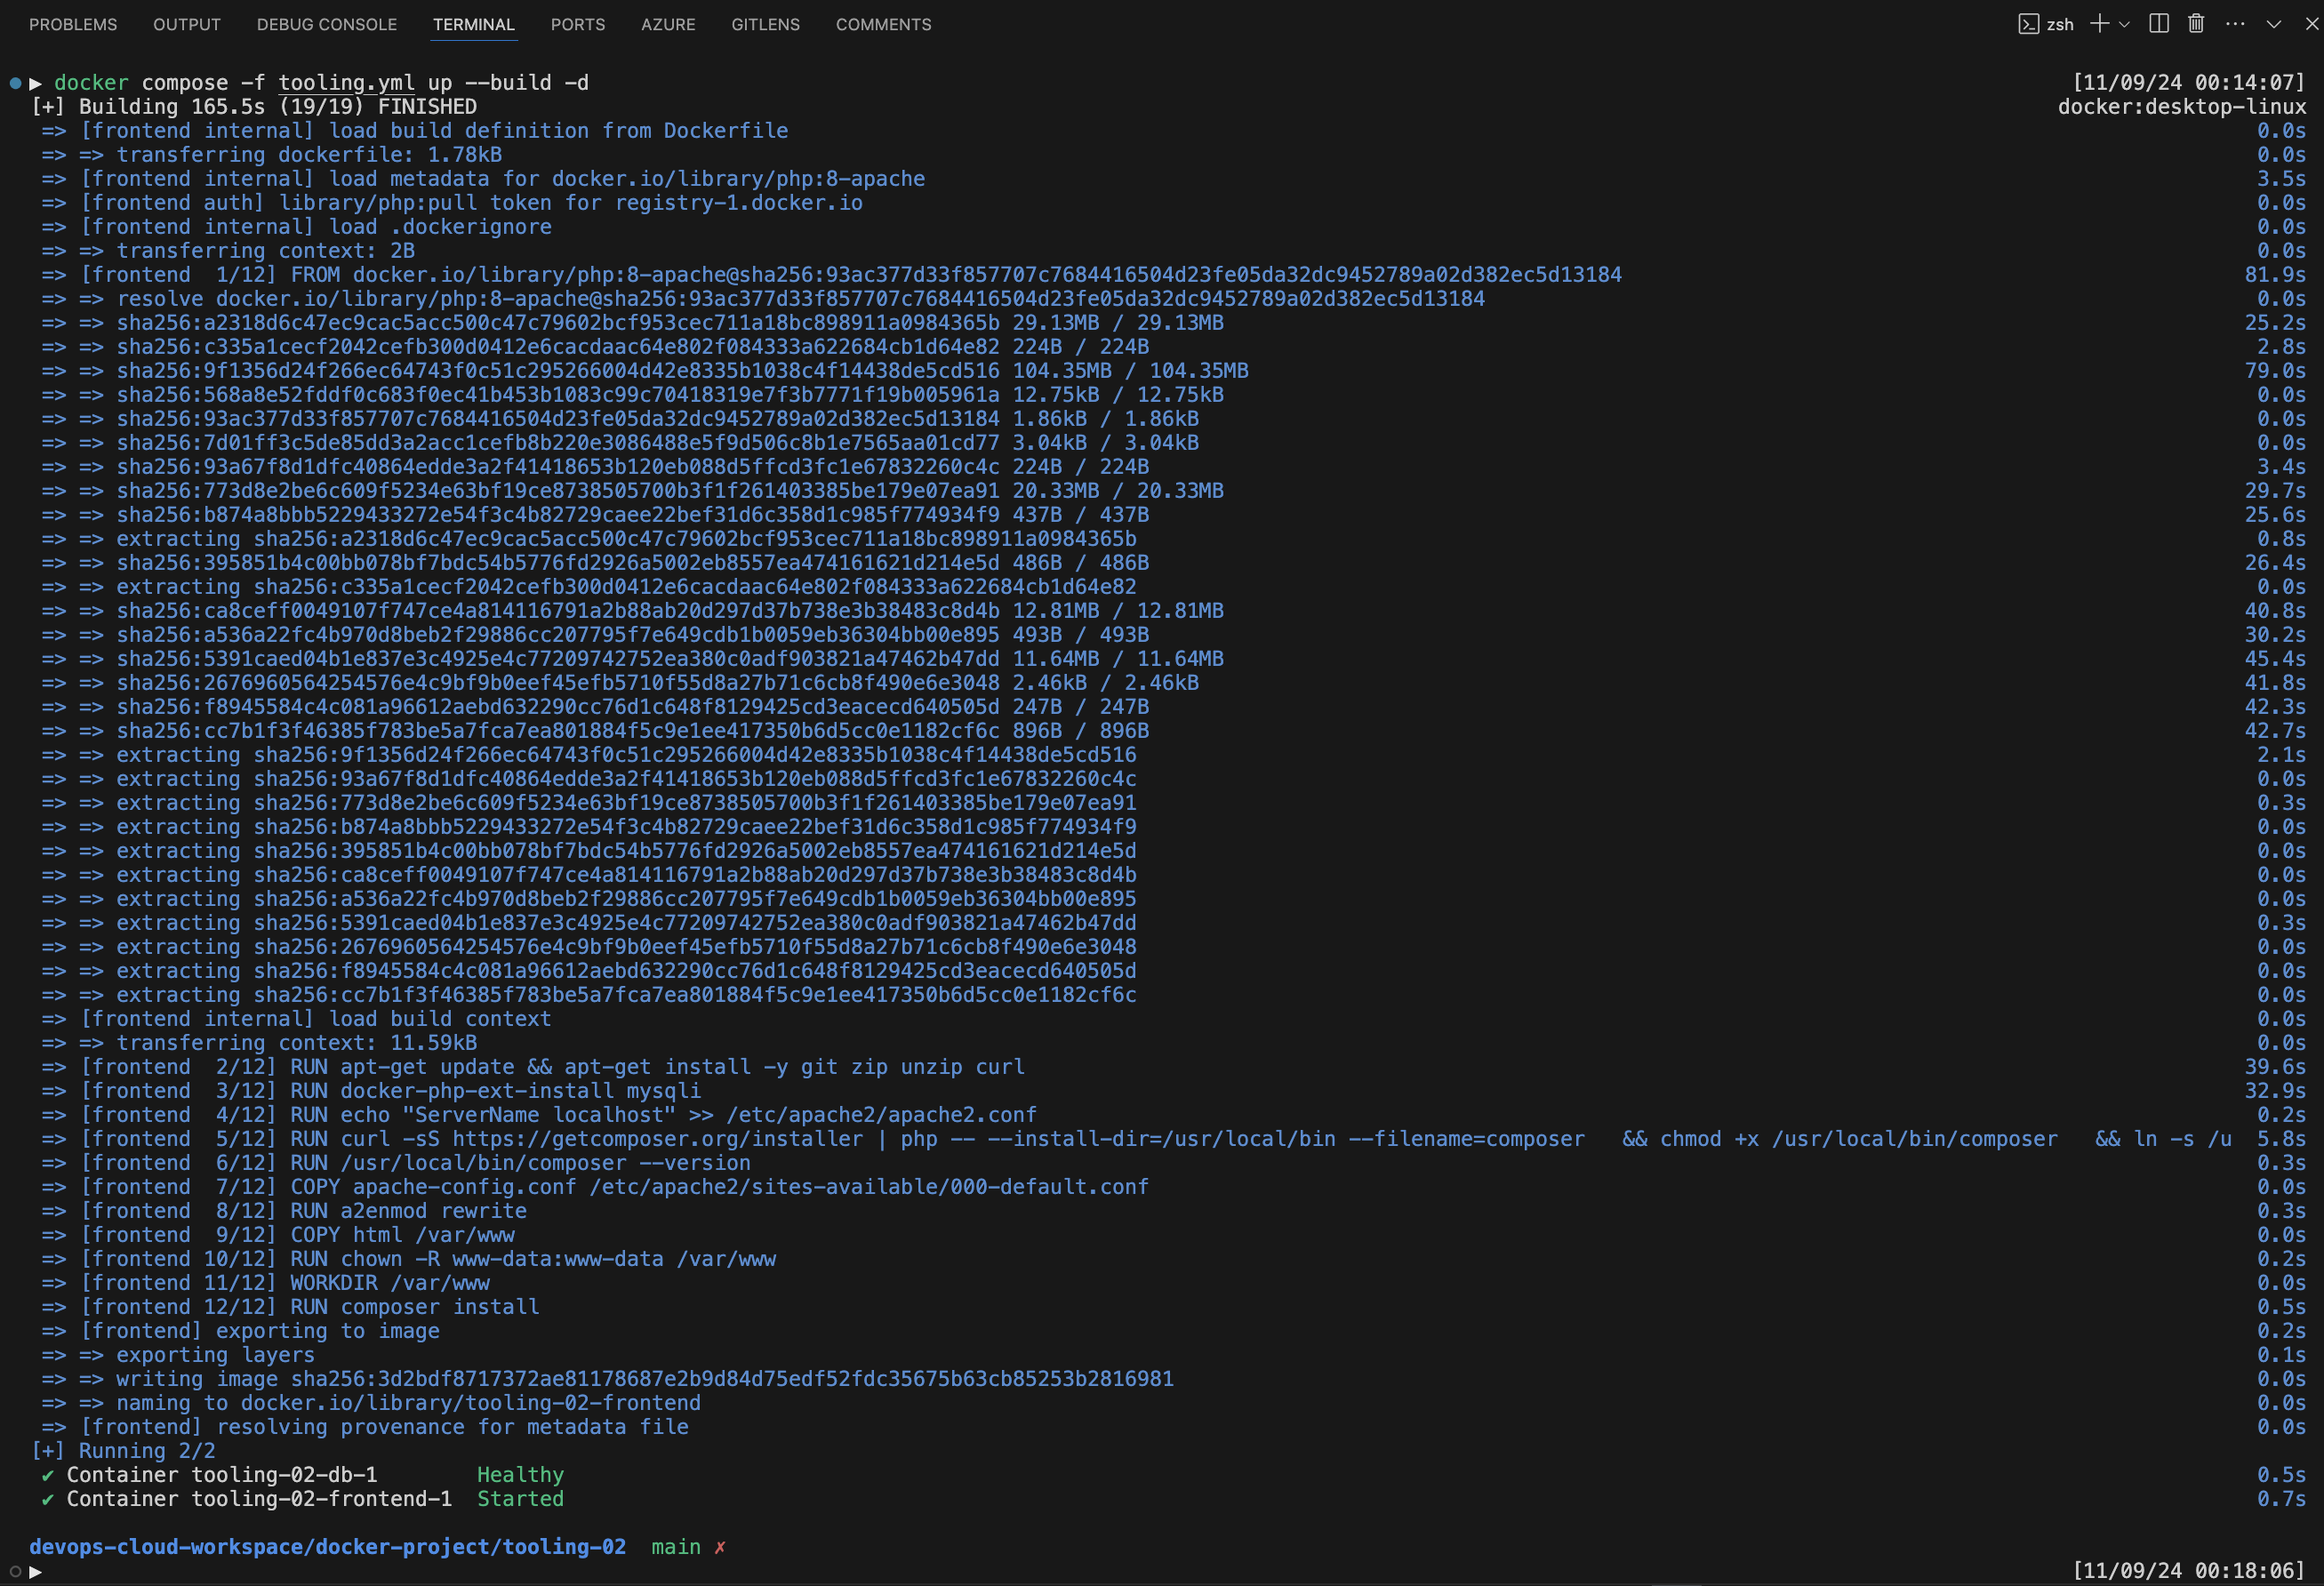 PROBLEMS OUTPUT DEBUG CONSOLE TERMINAL PORTS AZURE GITLENS COMMENTS zsh
docker compose -f tooling.yml up --build -d [11/09/24 00:14:07]
[+] Building 165.5s (19/19) FINISHED docker:desktop-linux
=> [frontend internal] load build definition from Dockerfile 0.0s
=> => transferring dockerfile: 1.78kB 0.0s
=> [frontend internal] load metadata for docker.io/library/php:8-apache 3.5s
=> [frontend auth] library/php:pull token for registry-1.docker.io 0.0s
=> [frontend internal] load .dockerignore 0.0s
=> => transferring context: 2B 0.0s
=> [frontend  1/12] FROM docker.io/library/php:8-apache@sha256:93ac377d33f857707c7684416504d23fe05da32dc9452789a02d382ec5d13184 81.9s
=> => resolve docker.io/library/php:8-apache@sha256:93ac377d33f857707c7684416504d23fe05da32dc9452789a02d382ec5d13184 0.0s
=> => sha256:a2318d6c47ec9cac5acc500c47c79602bcf953cec711a18bc898911a0984365b 29.13MB / 29.13MB 25.2s
=> => sha256:c335a1cecf2042cefb300d0412e6cacdaac64e802f084333a622684cb1d64e82 224B / 224B 2.8s
=> => sha256:9f1356d24f266ec64743f0c51c295266004d42e8335b1038c4f14438de5cd516 104.35MB / 104.35MB 79.0s
=> => sha256:568a8e52fddf0c683f0ec41b453b1083c99c70418319e7f3b7771f19b005961a 12.75kB / 12.75kB 0.0s
=> => sha256:93ac377d33f857707c7684416504d23fe05da32dc9452789a02d382ec5d13184 1.86kB / 1.86kB 0.0s
=> => sha256:7d01ff3c5de85dd3a2acc1cefb8b220e3086488e5f9d506c8b1e7565aa01cd77 3.04kB / 3.04kB 0.0s
=> => sha256:93a67f8d1dfc40864edde3a2f41418653b120eb088d5ffcd3fc1e67832260c4c 224B / 224B 3.4s
=> => sha256:773d8e2be6c609f5234e63bf19ce8738505700b3f1f261403385be179e07ea91 20.33MB / 20.33MB 29.7s
=> => sha256:b874a8bbb5229433272e54f3c4b82729caee22bef31d6c358d1c985f774934f9 437B / 437B 25.6s
=> => extracting sha256:a2318d6c47ec9cac5acc500c47c79602bcf953cec711a18bc898911a0984365b 0.8s
=> => sha256:395851b4c00bb078bf7bdc54b5776fd2926a5002eb8557ea474161621d214e5d 486B / 486B 26.4s
=> => extracting sha256:c335a1cecf2042cefb300d0412e6cacdaac64e802f084333a622684cb1d64e82 0.0s
=> => sha256:ca8ceff0049107f747ce4a814116791a2b88ab20d297d37b738e3b38483c8d4b 12.81MB / 12.81MB 40.8s
=> => sha256:a536a22fc4b970d8beb2f29886cc207795f7e649cdb1b0059eb36304bb00e895 493B / 493B 30.2s
=> => sha256:5391caed04b1e837e3c4925e4c77209742752ea380c0adf903821a47462b47dd 11.64MB / 11.64MB 45.4s
=> => sha256:2676960564254576e4c9bf9b0eef45efb5710f55d8a27b71c6cb8f490e6e3048 2.46kB / 2.46kB 41.8s
=> => sha256:f8945584c4c081a96612aebd632290cc76d1c648f8129425cd3eacecd640505d 247B / 247B 42.3s
=> => sha256:cc7b1f3f46385f783be5a7fca7ea801884f5c9e1ee417350b6d5cc0e1182cf6c 896B / 896B 42.7s
=> => extracting sha256:9f1356d24f266ec64743f0c51c295266004d42e8335b1038c4f14438de5cd516 2.1s
=> => extracting sha256:93a67f8d1dfc40864edde3a2f41418653b120eb088d5ffcd3fc1e67832260c4c 0.0s
=> => extracting sha256:773d8e2be6c609f5234e63bf19ce8738505700b3f1f261403385be179e07ea91 0.3s
=> => extracting sha256:b874a8bbb5229433272e54f3c4b82729caee22bef31d6c358d1c985f774934f9 0.0s
=> => extracting sha256:395851b4c00bb078bf7bdc54b5776fd2926a5002eb8557ea474161621d214e5d 0.0s
=> => extracting sha256:ca8ceff0049107f747ce4a814116791a2b88ab20d297d37b738e3b38483c8d4b 0.0s
=> => extracting sha256:a536a22fc4b970d8beb2f29886cc207795f7e649cdb1b0059eb36304bb00e895 0.0s
=> => extracting sha256:5391caed04b1e837e3c4925e4c77209742752ea380c0adf903821a47462b47dd 0.3s
=> => extracting sha256:2676960564254576e4c9bf9b0eef45efb5710f55d8a27b71c6cb8f490e6e3048 0.0s
=> => extracting sha256:f8945584c4c081a96612aebd632290cc76d1c648f8129425cd3eacecd640505d 0.0s
=> => extracting sha256:cc7b1f3f46385f783be5a7fca7ea801884f5c9e1ee417350b6d5cc0e1182cf6c 0.0s
=> [frontend internal] load build context 0.0s
=> => transferring context: 11.59kB 0.0s
=> [frontend  2/12] RUN apt-get update && apt-get install -y git zip unzip curl 39.6s
=> [frontend  3/12] RUN docker-php-ext-install mysqli 32.9s
=> [frontend  4/12] RUN echo "ServerName localhost" >> /etc/apache2/apache2.conf 0.2s
=> [frontend  5/12] RUN curl -sS https://getcomposer.org/installer | php -- --install-dir=/usr/local/bin --filename=composer   && chmod +x /usr/local/bin/composer   && ln -s /u 5.8s
=> [frontend  6/12] RUN /usr/local/bin/composer --version 0.3s
=> [frontend  7/12] COPY apache-config.conf /etc/apache2/sites-available/000-default.conf 0.0s
=> [frontend  8/12] RUN a2enmod rewrite 0.3s
=> [frontend  9/12] COPY html /var/www 0.0s
=> [frontend 10/12] RUN chown -R www-data:www-data /var/www 0.2s
=> [frontend 11/12] WORKDIR /var/www 0.0s
=> [frontend 12/12] RUN composer install 0.5s
=> [frontend] exporting to image 0.2s
=> => exporting layers 0.1s
=> => writing image sha256:3d2bdf8717372ae81178687e2b9d84d75edf52fdc35675b63cb85253b2816981 0.0s
=> => naming to docker.io/library/tooling-02-frontend 0.0s
=> [frontend] resolving provenance for metadata file 0.0s
[+] Running 2/2
✔ Container tooling-02-db-1 Healthy 0.5s
✔ Container tooling-02-frontend-1 Started 0.7s
devops-cloud-workspace/docker-project/tooling-02 main ✗
[11/09/24 00:18:06]